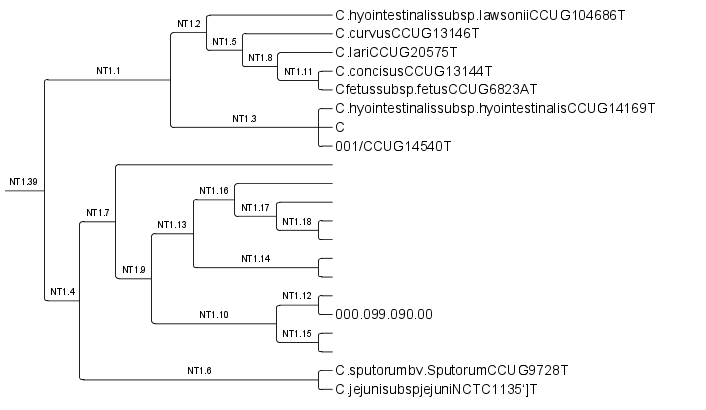 C.hyointestinalissubsp.lawsoniiCCUG104686T
NT1.2
C.curvusCCUG13146T
NT1.5
C.lariCCUG20575T
NT1.8
C.concisusCCUG13144T
NT1.11
NT1.1
Cfetussubsp.fetusCCUG6823AT
C.hyointestinalissubsp.hyointestinalisCCUG14169T
NT1.3
C
001/CCUG14540T
NT1.39
NT1.16
NT1.17
NT1.7
NT1.18
NT1.13
NT1.14
NT1.9
NT1.4
NT1.12
NT1.10
000.099.090.00
NT1.15
C.sputorumbv.SputorumCCUG9728T
NT1.6
C.jejunisubspjejuniNCTC1135']T